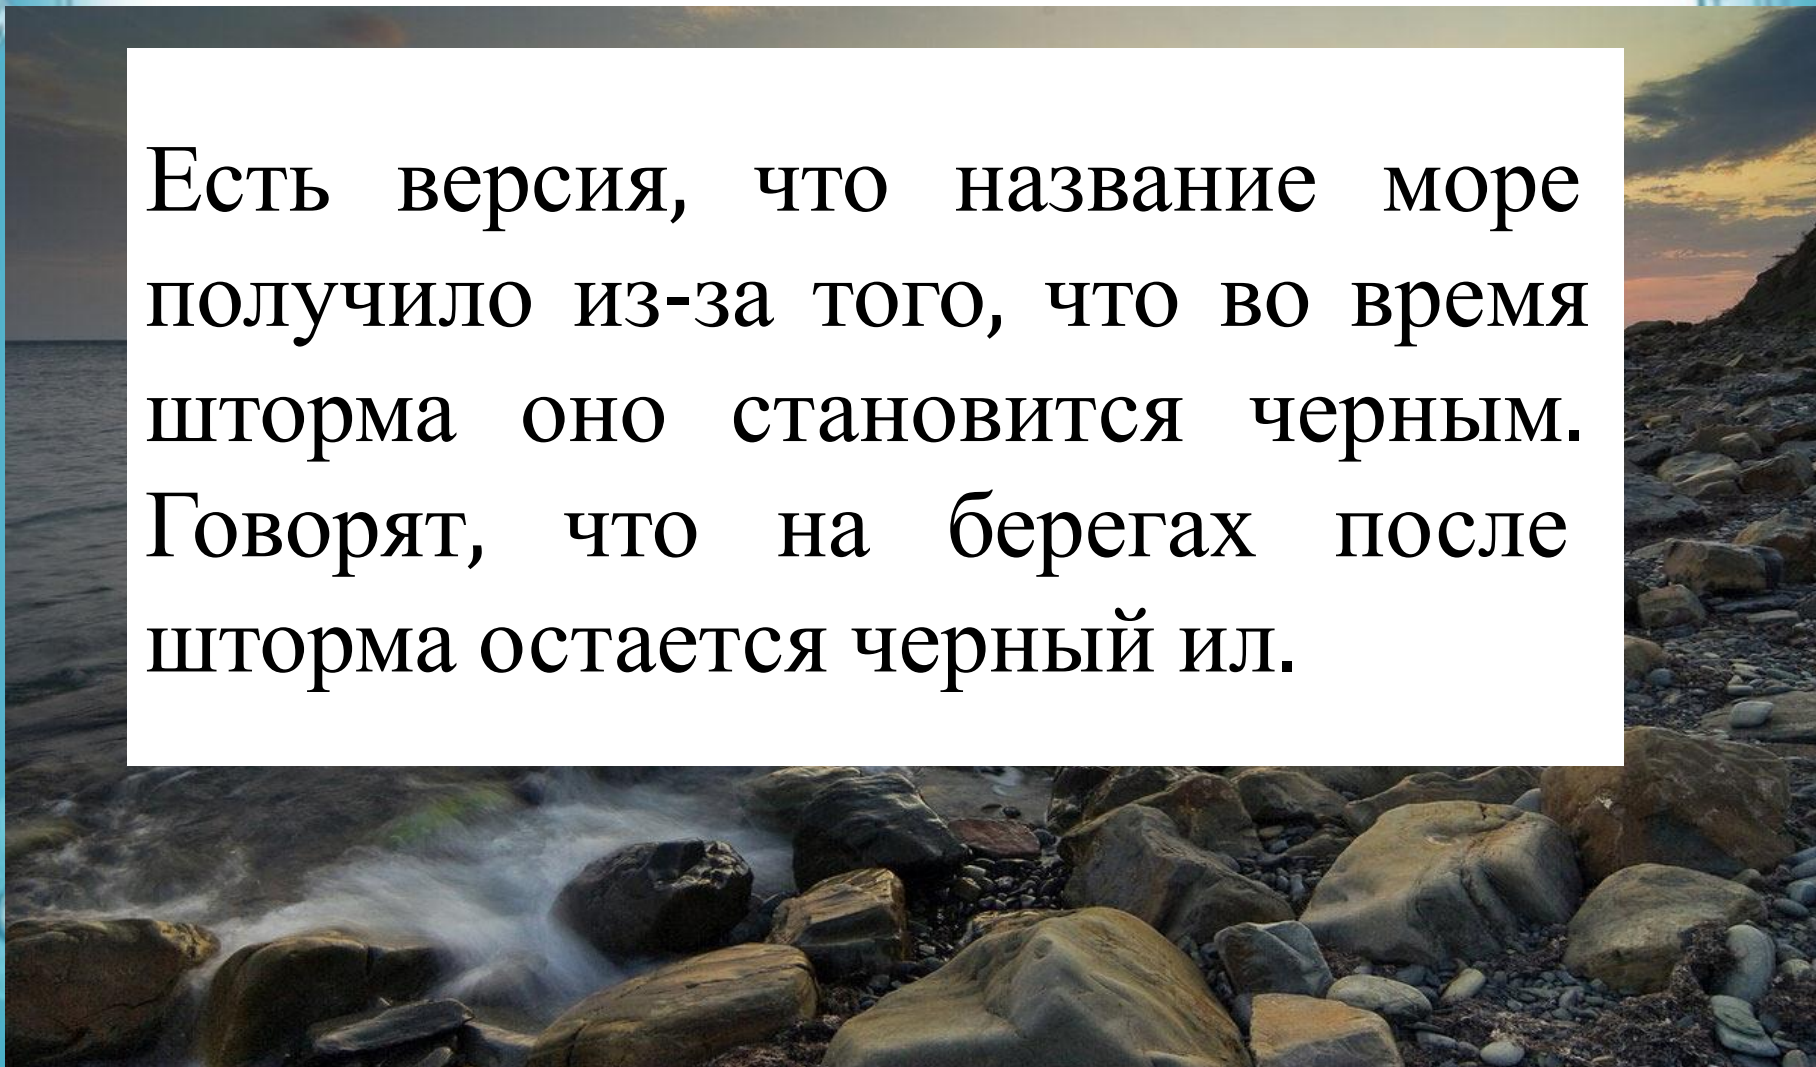 Есть версия, что название море
получило из-за того, что во время
шторма оно становится черным.
Говорят, что на берегах после
шторма остается черный ил.